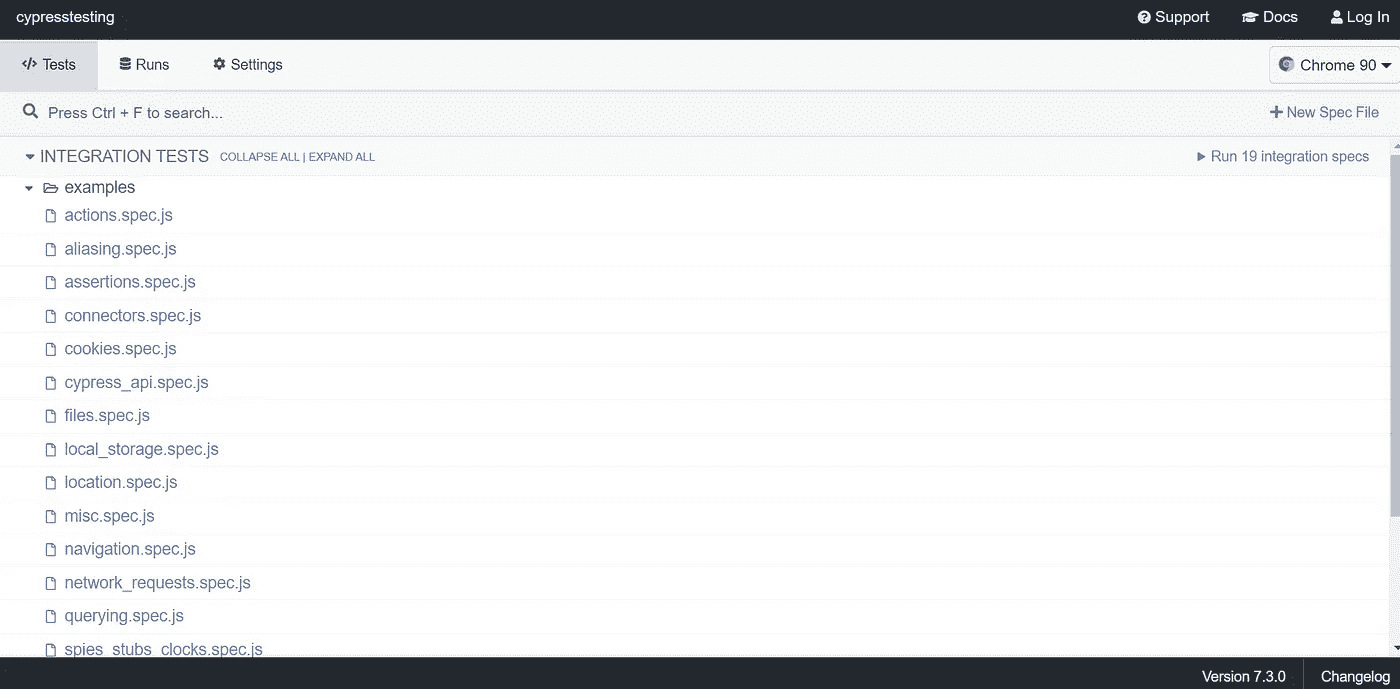 cypresstesting Support Docs Log In
Tests Runs Settings Chrome 90
Press Ctrl + F to search... New Spec File
INTEGRATION TESTS COLLAPSE ALL | EXPAND ALL Run 19 integration specs
examples
actions.spec.js
aliasing.spec.js
assertions.spec.js
connectors.spec.js
cookies.spec.js
cypress_api.spec.js
files.spec.js
local_storage.spec.js
location.spec.js
misc.spec.js
navigation.spec.js
network_requests.spec.js
querying.spec.js
spies_stubs_clocks.spec.js
Version 7.3.0 Changelog